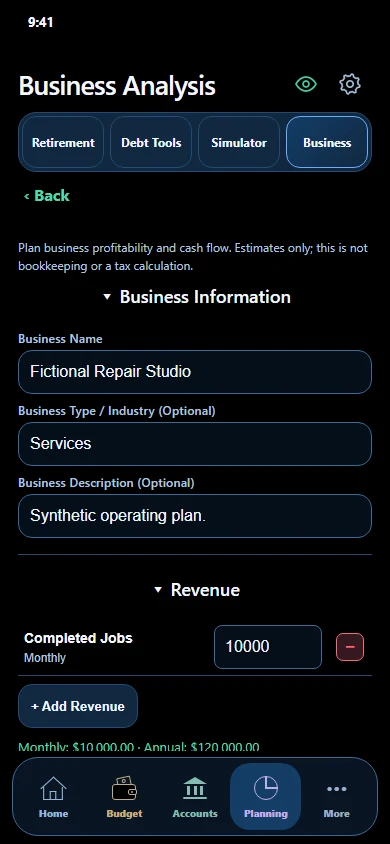 9:41
Business Analysis
Retirement
Debt Tools
Simulator
Business
‹ Back
Plan business profitability and cash flow. Estimates only; this is not
bookkeeping or a tax calculation.
▼ Business Information
Business Name
Fictional Repair Studio
Business Type / Industry (Optional)
Services
Business Description (Optional)
Synthetic operating plan.
▼ Revenue
Completed Jobs
Monthly
10000
+ Add Revenue
Monthly: $10,000.00 · Annual: $120,000.00
Home
Budget
Accounts
Planning
More